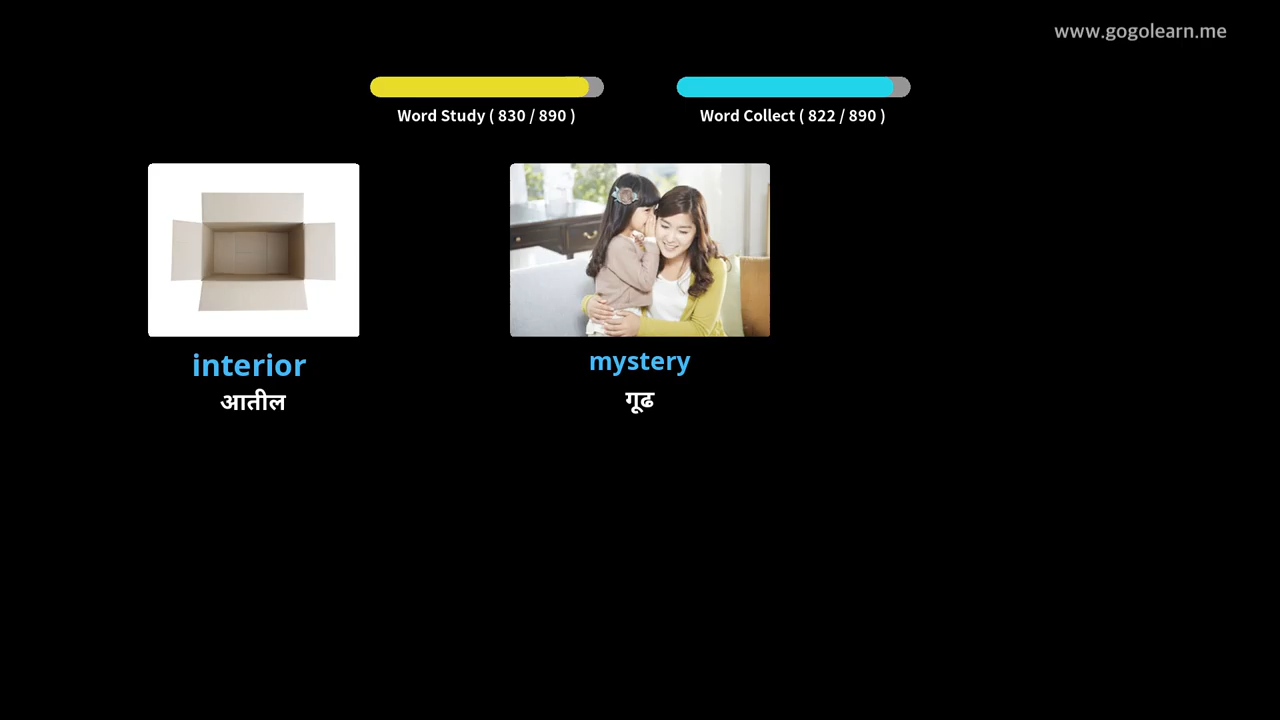 www.gogolearn.me
Word Study ( 830 / 890 )
Word Collect ( 822 / 890 )
interior
आतील
mystery
गूढ